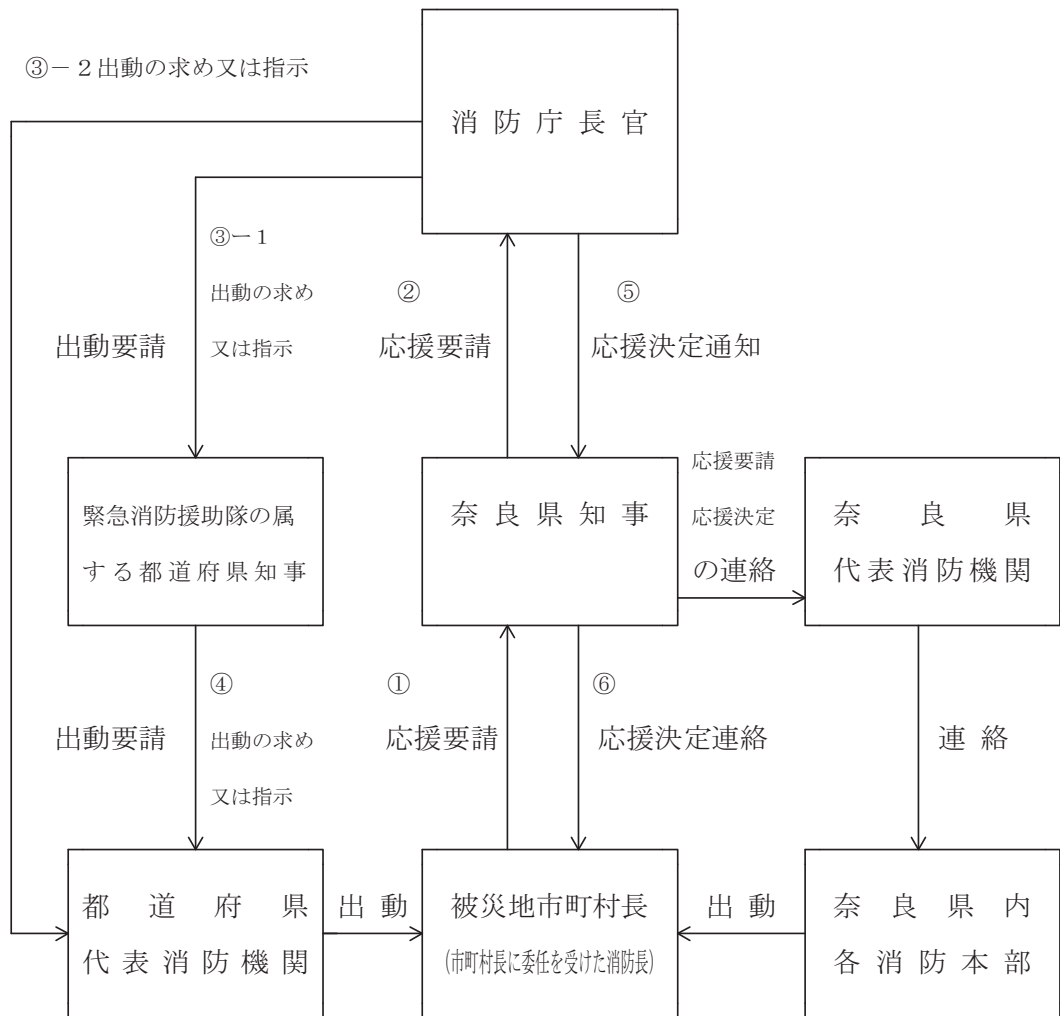 ③－２出動の求め又は指示
消防庁長官
③ー１
出動の求め
又は指示
出動要請
②
応援要請
⑤
応援決定通知
緊急消防援助隊の属
する都道府県知事
奈良県知事
応援要請
応援決定
の連絡
奈良県
代表消防機関
④
出動要請
出動の求め
又は指示
①
応援要請
⑥
応援決定連絡
連絡
都道府県
代表消防機関
出動
被災地市町村長
(市町村長に委任を受けた消防長)
出動
奈良県内
各消防本部